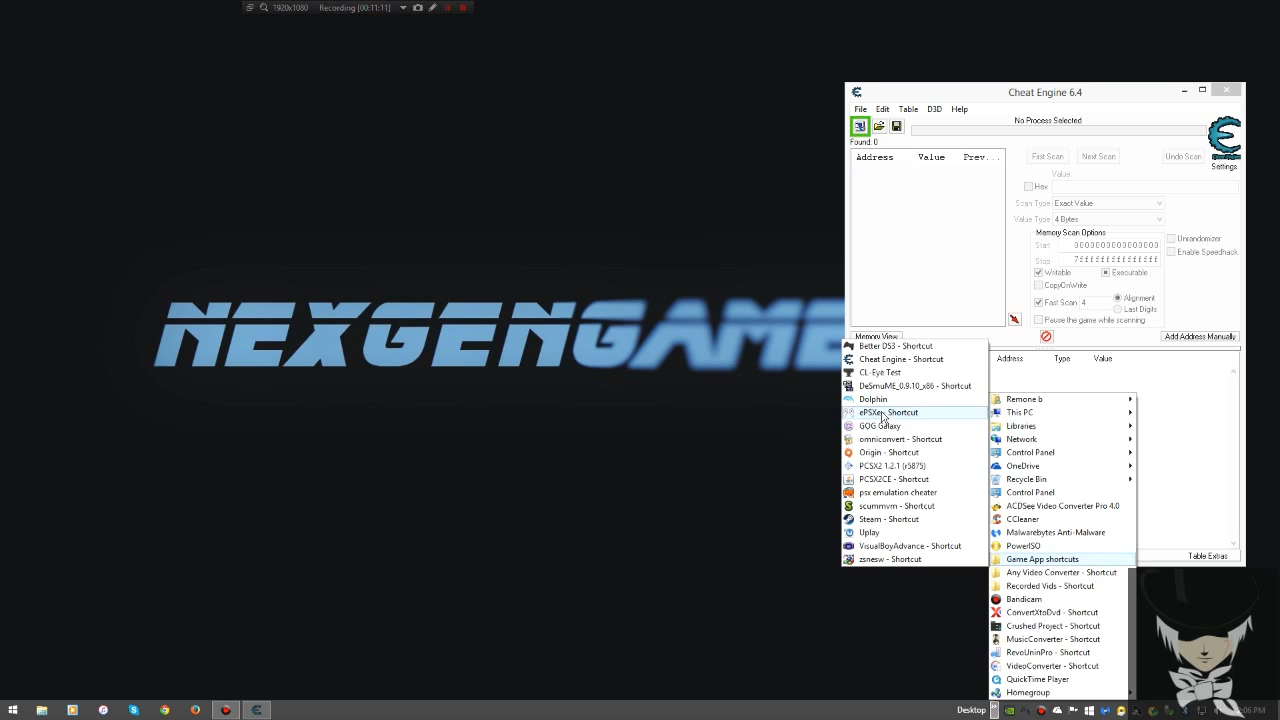 1920x1080 Recording [00:11:11]
NEXGENGAME
Cheat Engine 6.4
File Edit Table D3D Help
No Process Selected
Found: 0
Address Value Prev...
First Scan Next Scan Undo Scan
Settings
Value:
Hex
Scan Type Exact Value
Value Type 4 Bytes
Memory Scan Options
Start 0000000000000000
Stop 7fffffffffffffff
Unrandomizer
Enable Speedhack
Writable Executable
CopyOnWrite
Fast Scan 4 Alignment
Last Digits
Pause the game while scanning
Memory View Add Address Manually
Address Type Value
Table Extras
Better DS3 - Shortcut
Cheat Engine - Shortcut
CL-Eye Test
DeSmuME_0.9.10_x86 - Shortcut
Dolphin
ePSXe - Shortcut
GOG Galaxy
omniconvert - Shortcut
Origin - Shortcut
PCSX2 1.2.1 (r5875)
PCSX2CE - Shortcut
psx emulation cheater
scummvm - Shortcut
Steam - Shortcut
Uplay
VisualBoyAdvance - Shortcut
zsnesw - Shortcut
Remone b
This PC
Libraries
Network
Control Panel
OneDrive
Recycle Bin
Control Panel
ACDSee Video Converter Pro 4.0
CCleaner
Malwarebytes Anti-Malware
PowerISO
Game App shortcuts
Any Video Converter - Shortcut
Recorded Vids - Shortcut
Bandicam
ConvertXtoDvd - Shortcut
Crushed Project - Shortcut
MusicConverter - Shortcut
RevoUninPro - Shortcut
VideoConverter - Shortcut
QuickTime Player
Homegroup
Desktop